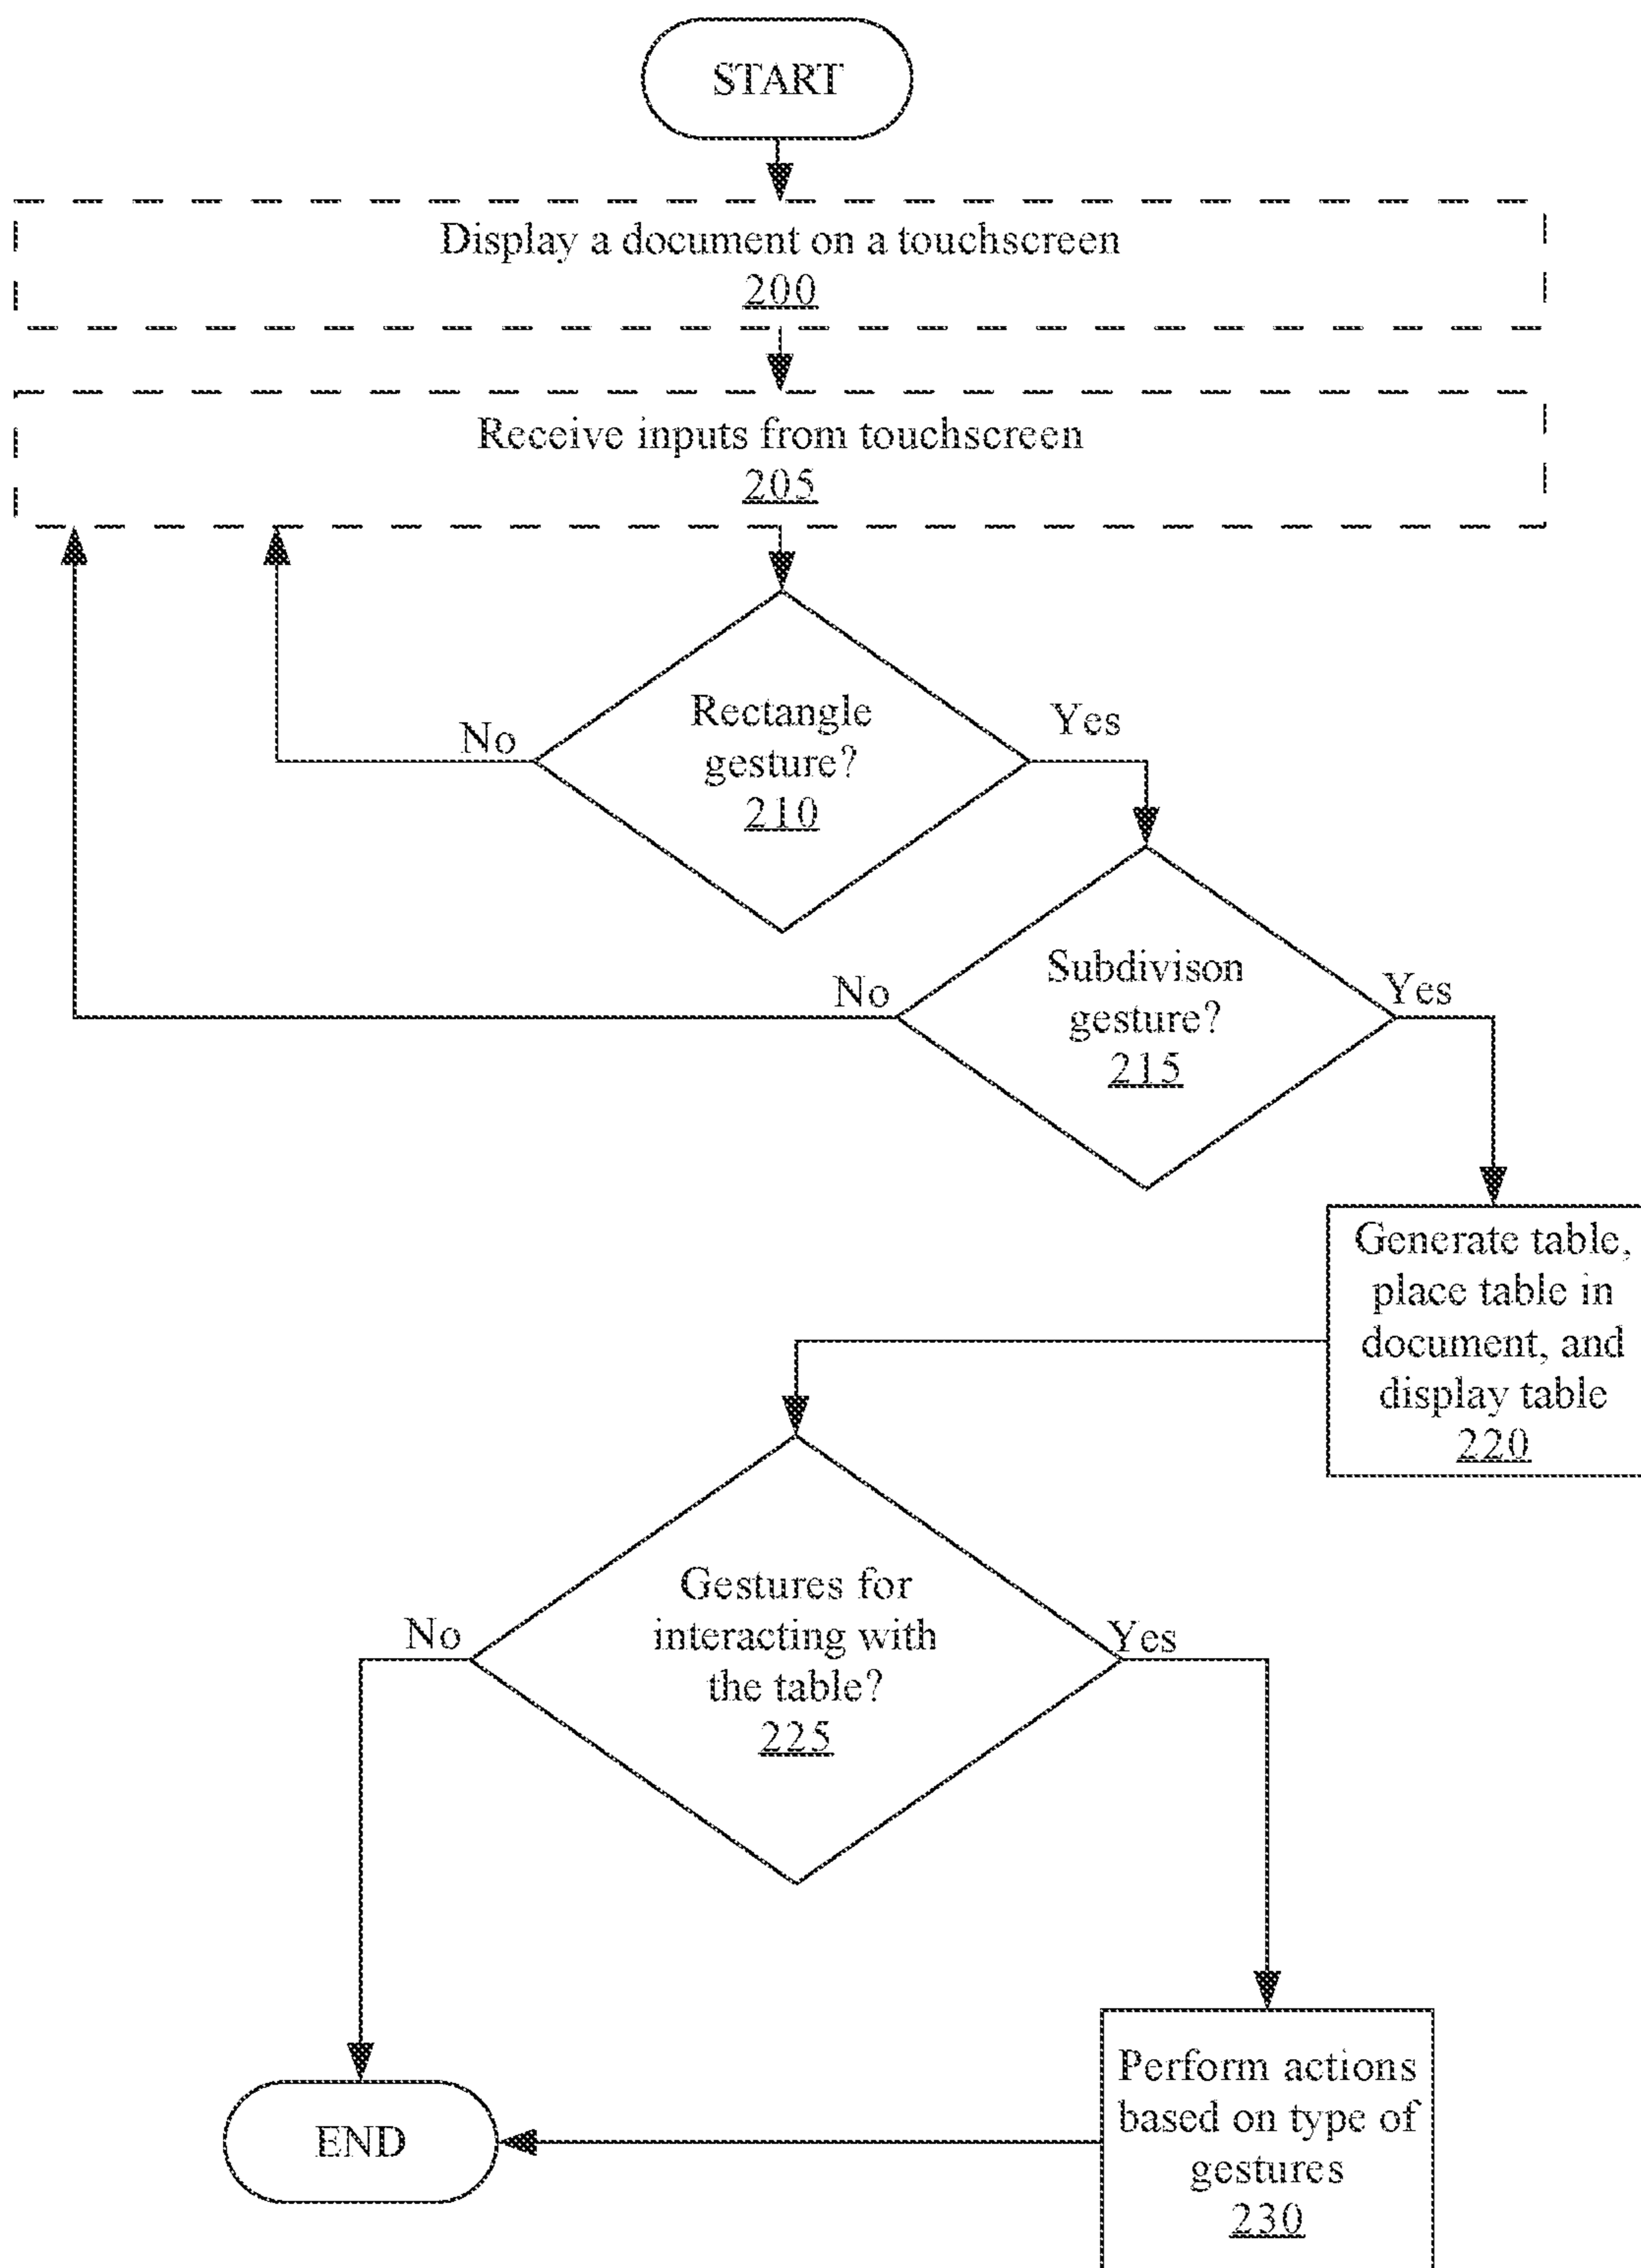 START
Display a document on a touchscreen
200
Receive inputs from touchscreen
205
Rectangle
gesture?
210
No
Yes
Subdivison
gesture?
215
No
Yes
Generate table,
place table in
document, and
display table
220
Gestures for
interacting with
the table?
225
No
Yes
Perform actions
based on type of
gestures
230
END